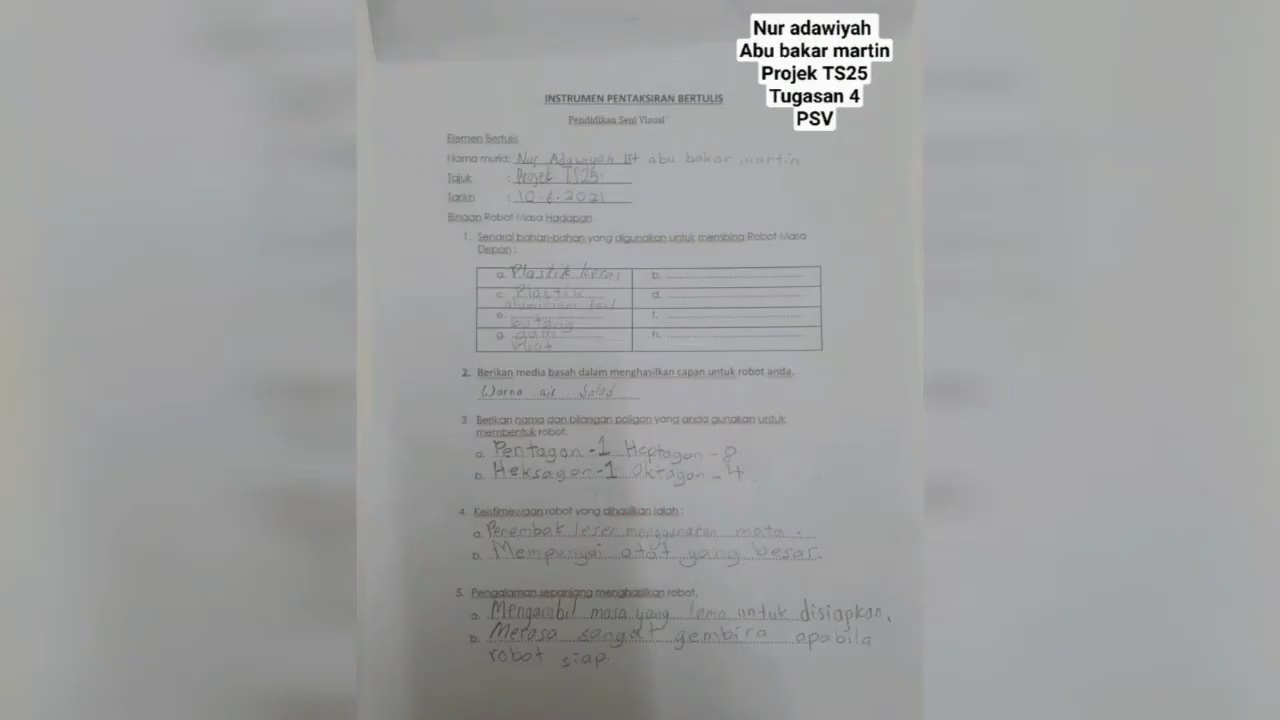 Nur adawiyah
Abu bakar martin
Projek TS25
Tugasan 4
PSV
INSTRUMEN PENTAKSIRAN BERTULIS
Pendidikan Seni Visual
Elemen Bertulis
Nama murid: Nur Adawiyah Bt abu bakar martin
Tajuk : Projek TS25
Tarikh : 10.6.2021
Binaan Robot Masa Hadapan
1. Senarai bahan-bahan yang digunakan untuk membina Robot Masa
Depan :
a. Plastik keras b.
c. Plastik d.
aluminium foil
e. f.
butang
g. gam h.
kuat
2. Berikan media basah dalam menghasilkan capan untuk robot anda.
Warna air
3. Berikan nama dan bilangan poligon yang anda gunakan untuk
membentuk robot.
a. Pentagon -1 Heptagon - 8
b. Heksagon -1 Oktagon - 4
4. Keistimewaan robot yang dihasilkan ialah :
a. Penembak leser menggunakan mata.
b. Mempunyai otot yang besar.
5. Pengalaman sepanjang menghasilkan robot.
a. Mengambil masa yang lama untuk disiapkan.
b. Merasa sangat gembira apabila
robot siap.